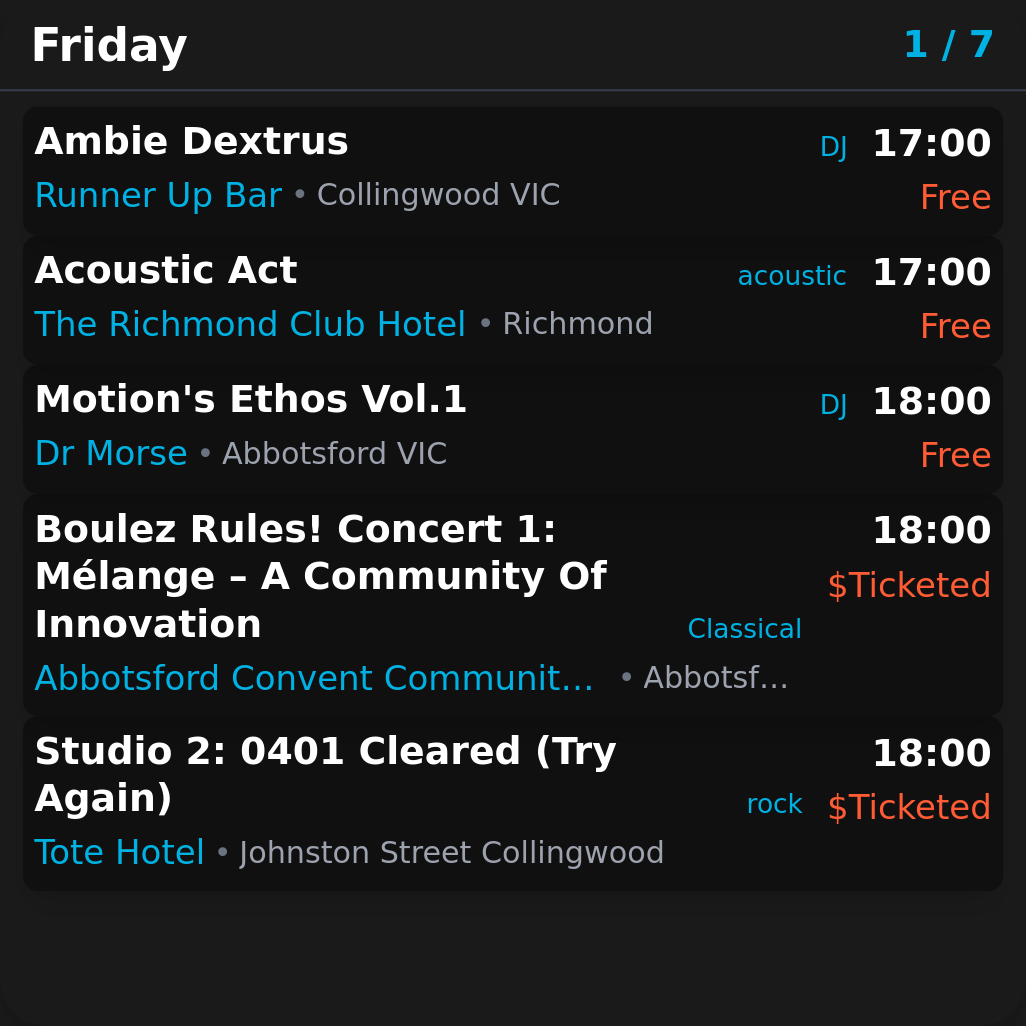 Friday 1 / 7
Ambie Dextrus DJ 17:00
Runner Up Bar • Collingwood VIC Free
Acoustic Act acoustic 17:00
The Richmond Club Hotel • Richmond Free
Motion's Ethos Vol.1 DJ 18:00
Dr Morse • Abbotsford VIC Free
Boulez Rules! Concert 1: 18:00
Mélange – A Community Of $Ticketed
Innovation Classical
Abbotsford Convent Communit... • Abbotsf...
Studio 2: 0401 Cleared (Try 18:00
Again) rock $Ticketed
Tote Hotel • Johnston Street Collingwood